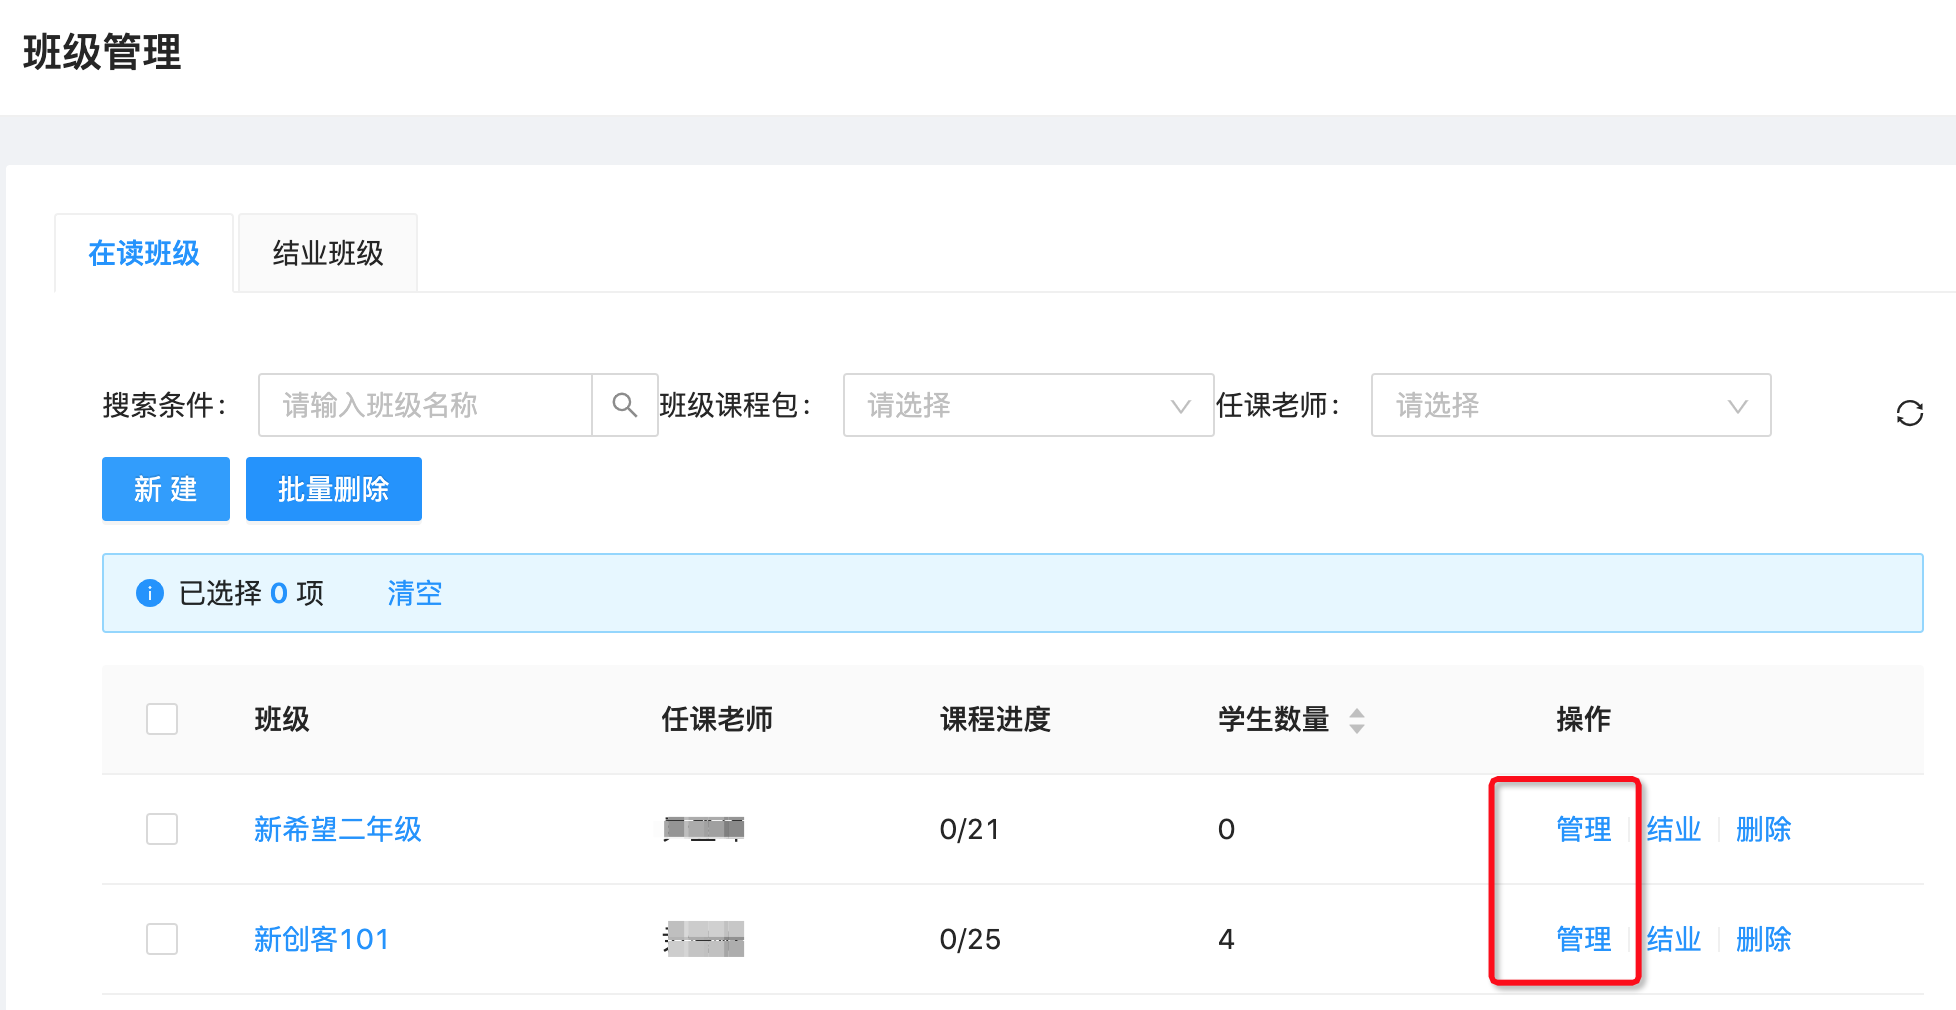 班级管理
在读班级 结业班级
搜索条件： 请输入班级名称 班级课程包： 请选择 任课老师： 请选择
新 建 批量删除
已选择 0 项 清空
班级 任课老师 课程进度 学生数量 操作
新希望二年级 0/21 0 管理 结业 删除
新创客101 0/25 4 管理 结业 删除